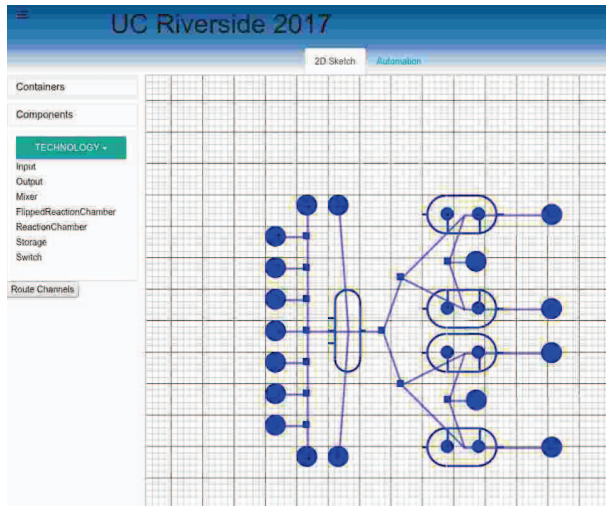 UC Riverside 2017
2D Sketch
Automation
Containers
Components
TECHNOLOGY
Input
Output
Mixer
FlippedReactionChamber
ReactionChamber
Storage
Switch
Route Channels